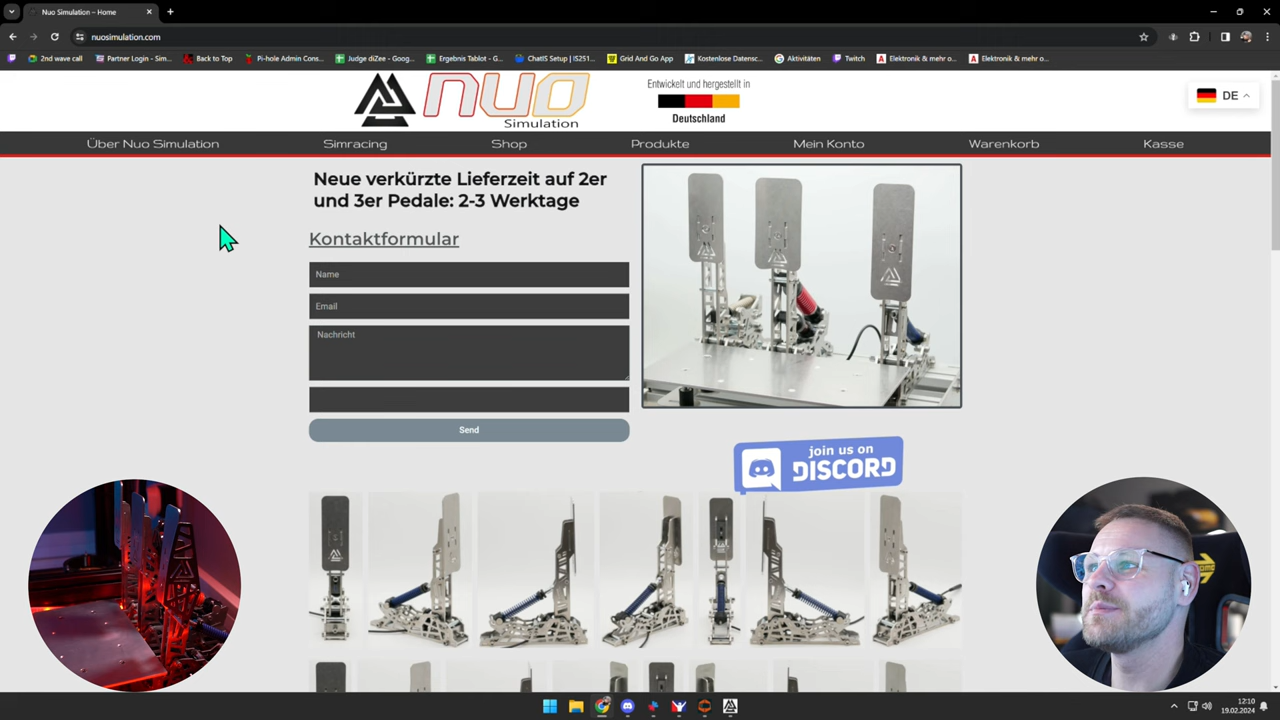 Nuo Simulation – Home
nuosimulation.com
2nd wave call
Partner Login - Sim...
Back to Top
Pi-hole Admin Cons...
Judge diZee - Goog...
Ergebnis Tablot - G...
ChatIS Setup | IS251...
Grid And Go App
Kostenlose Datensc...
Aktivitäten
Twitch
Elektronik & mehr o...
Elektronik & mehr o...
nuo
Simulation
Entwickelt und hergestellt in
Deutschland
DE
Über Nuo Simulation
Simracing
Shop
Produkte
Mein Konto
Warenkorb
Kasse
Neue verkürzte Lieferzeit auf 2er
und 3er Pedale: 2-3 Werktage
Kontaktformular
Name
Email
Nachricht
Send
join us on
DISCORD
12:10
19.02.2024